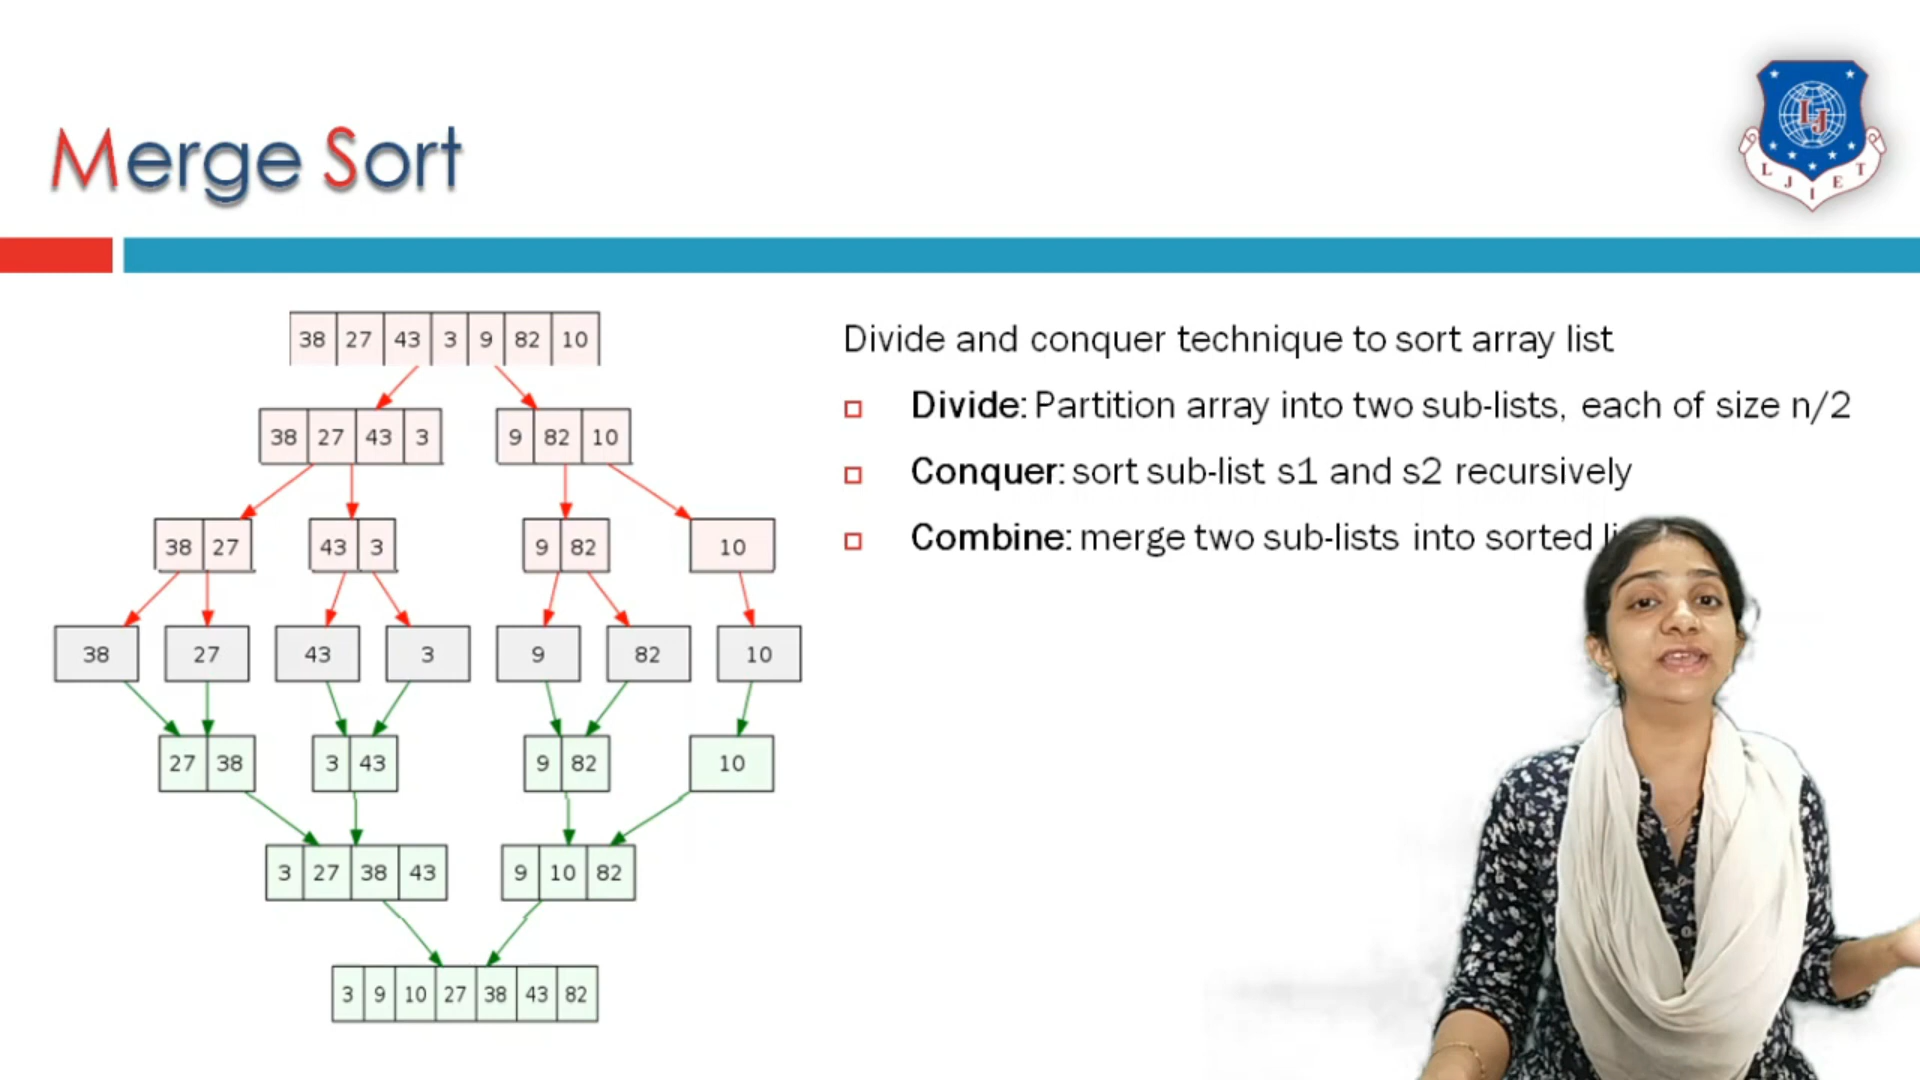 Merge Sort
LJ
L J I E T
38 27 43 3 9 82 10
38 27 43 3 9 82 10
38 27 43 3 9 82 10
38 27 43 3 9 82 10
27 38 3 43 9 82 10
3 27 38 43 9 10 82
3 9 10 27 38 43 82
Divide and conquer technique to sort array list
Divide: Partition array into two sub-lists, each of size n/2
Conquer: sort sub-list s1 and s2 recursively
Combine: merge two sub-lists into sorted